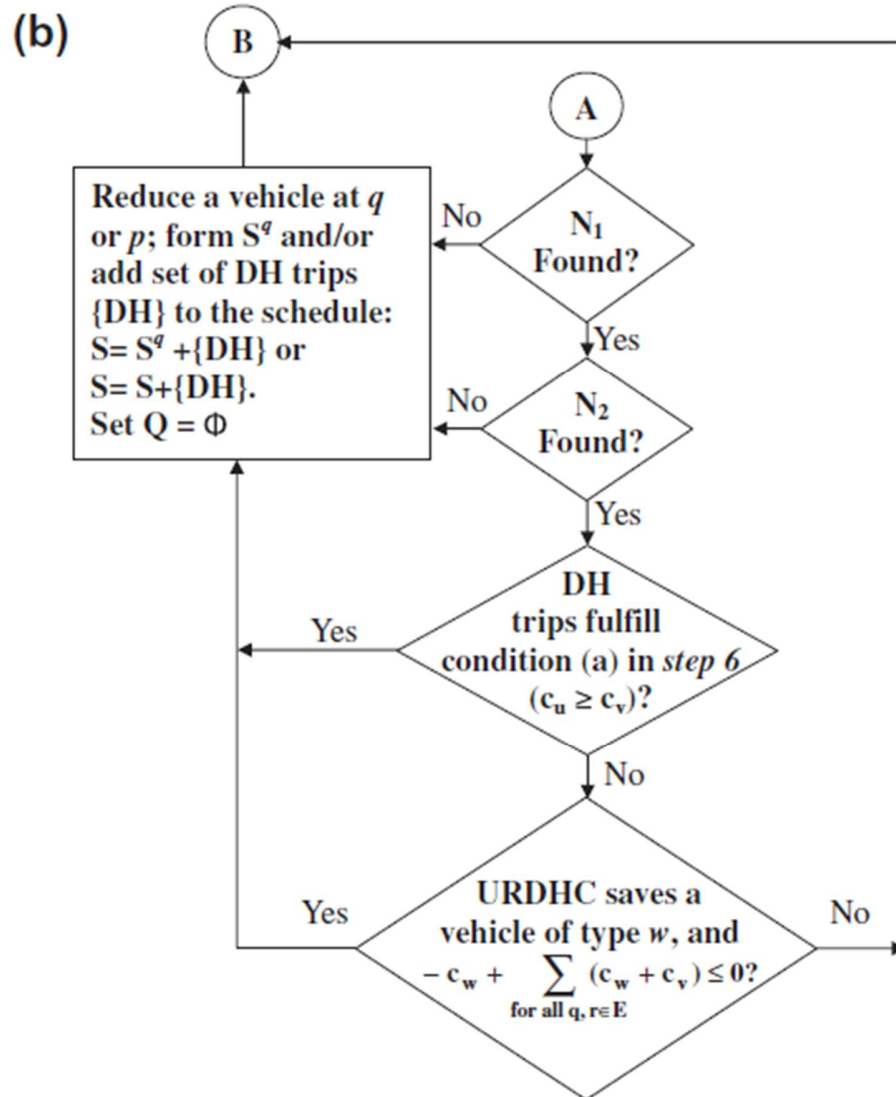 (b)
B
A
Reduce a vehicle at q
or p; form S^q and/or
add set of DH trips
{DH} to the schedule:
S= S^q +{DH} or
S= S+{DH}.
Set Q = Φ
No
N₁
Found?
Yes
No
N₂
Found?
Yes
Yes
DH
trips fulfill
condition (a) in step 6
(c_u ≥ c_v)?
No
Yes
URDHC saves a
vehicle of type w, and
− c_w + ∑ (c_w + c_v) ≤ 0?
for all q, r∈E
No